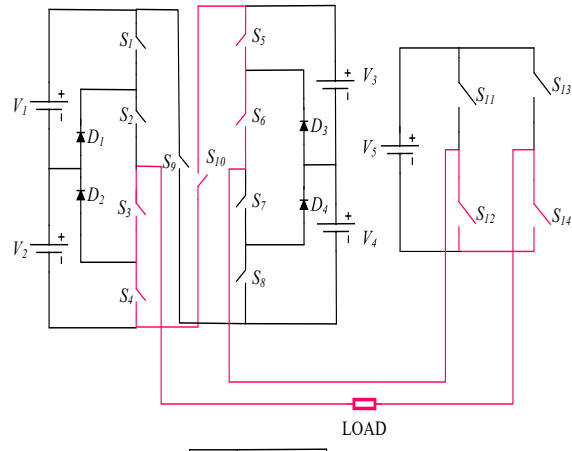 S1
S5
V1
+
S2
D1
S9
S10
D2
S3
V2
+
S4
S6
D3
V3
+
S7
D4
V4
+
S8
V5
+
S11
S13
S12
S14
LOAD